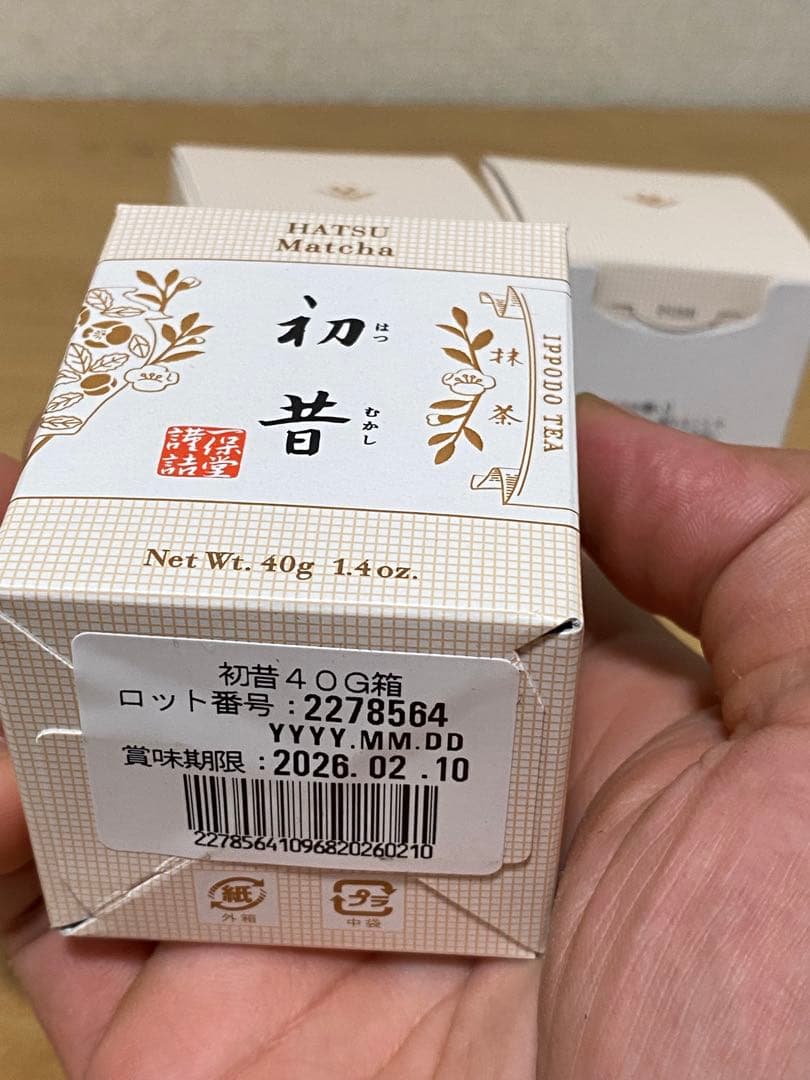 HATSU
Matcha
初昔
はつ
むかし
抹茶
IPPODO TEA
一保堂
謹詰
Net Wt. 40g 1.4oz.
初昔40G箱
ロット番号:2278564
YYYY.MM.DD
賞味期限:2026.02.10
22785641096820260210
紙
外箱
プラ
中袋